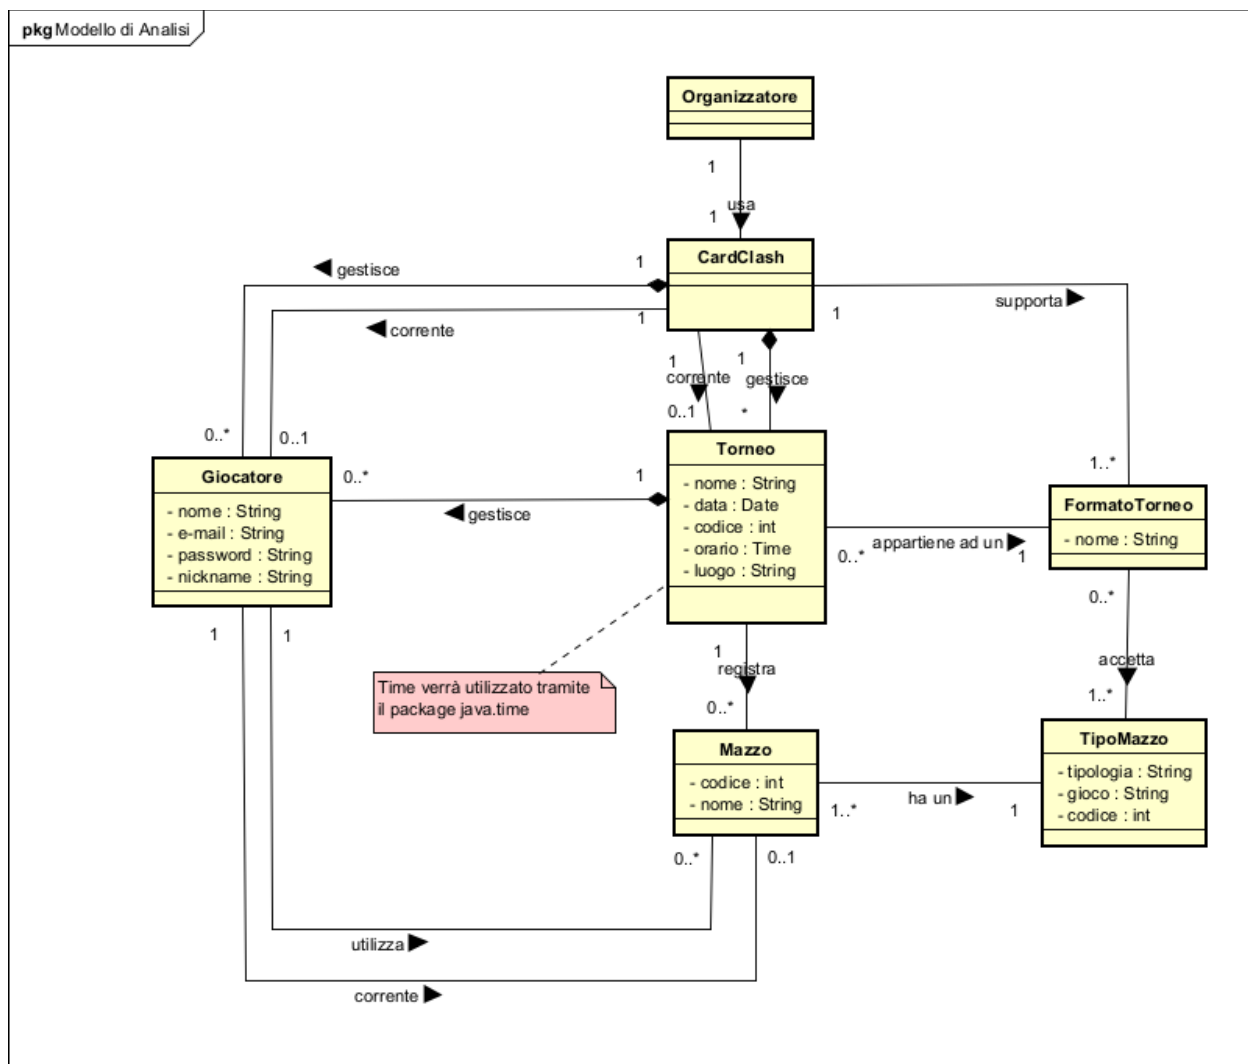 pkg Modello di Analisi
Organizzatore
1
usa
1
CardClash
gestisce
1
corrente
1
supporta
1
1
corrente
0..1
1
gestisce
*
0..*
0..1
1..*
Giocatore
- nome : String
- e-mail : String
- password : String
- nickname : String
0..*
1
gestisce
Torneo
- nome : String
- data : Date
- codice : int
- orario : Time
- luogo : String
0..*
appartiene ad un
1
FormatoTorneo
- nome : String
0..*
accetta
1..*
1
1
Time verrà utilizzato tramite
il package java.time
1
registra
0..*
Mazzo
- codice : int
- nome : String
1..*
ha un
1
TipoMazzo
- tipologia : String
- gioco : String
- codice : int
0..*
0..1
utilizza
corrente